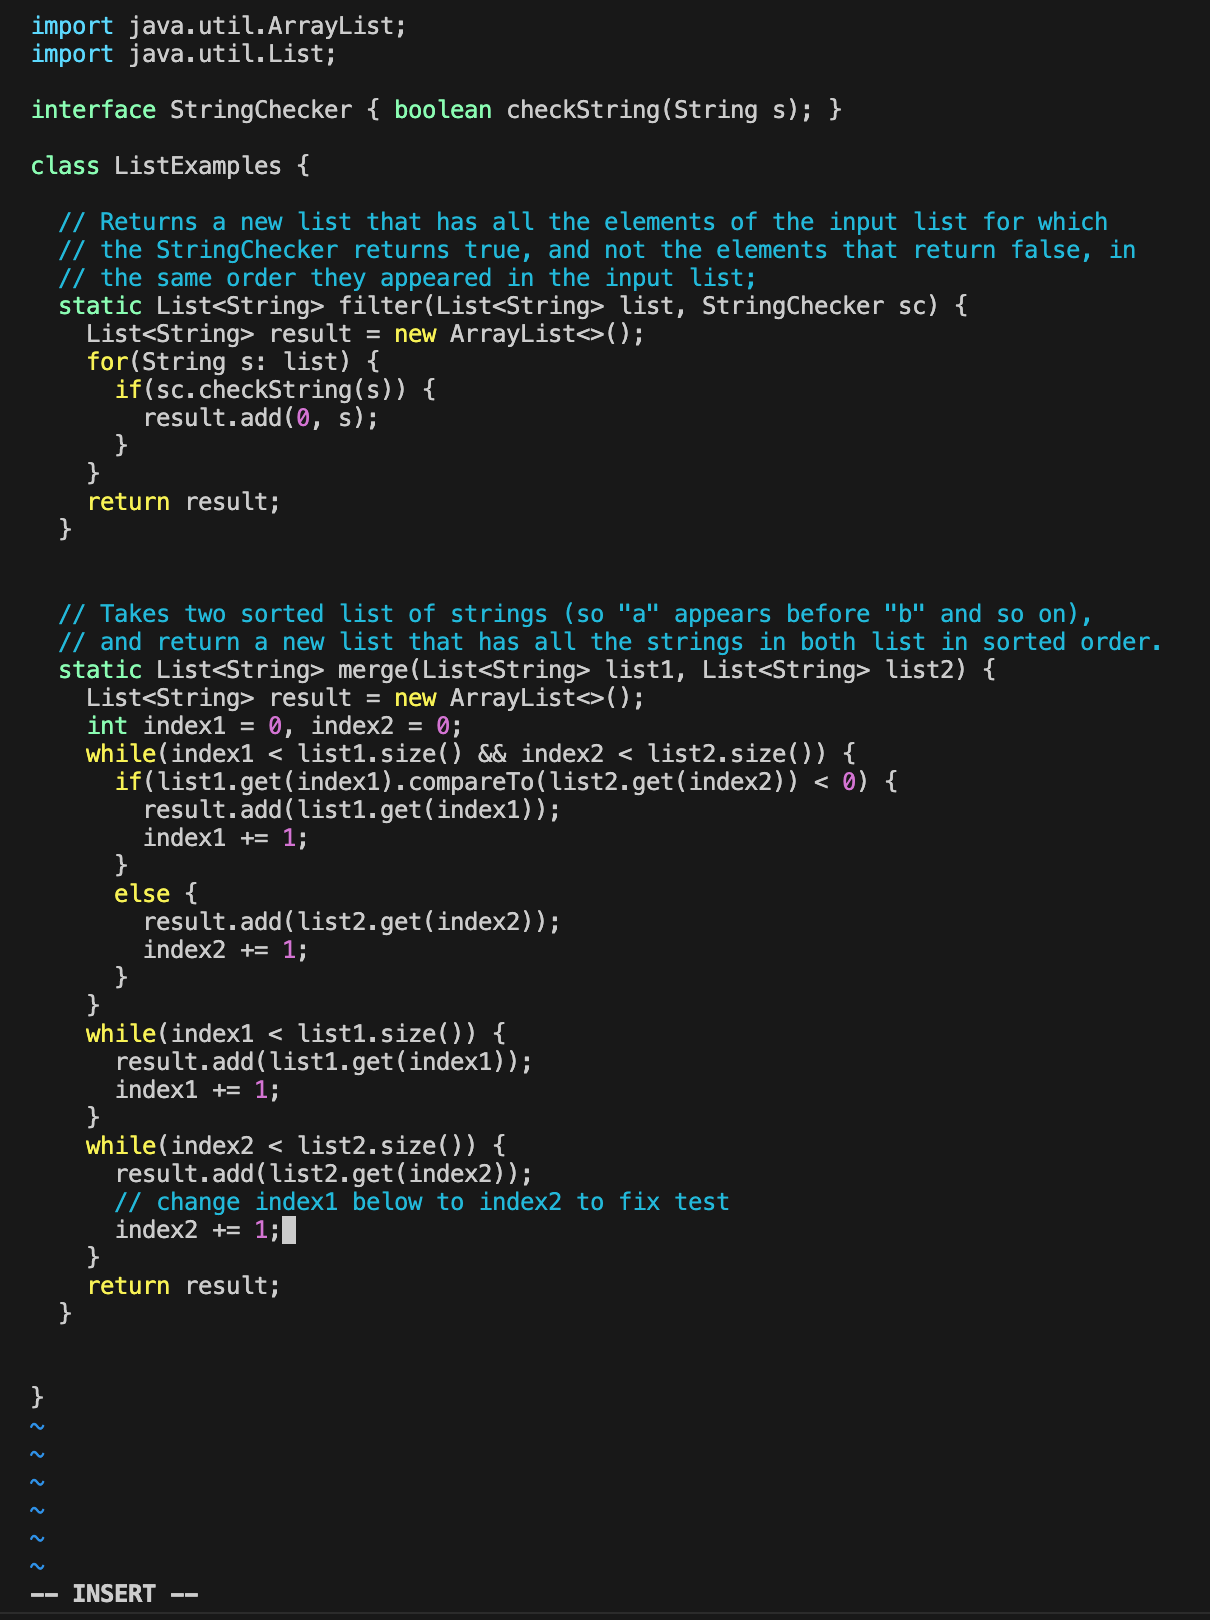 import java.util.ArrayList;
import java.util.List;

interface StringChecker { boolean checkString(String s); }

class ListExamples {

  // Returns a new list that has all the elements of the input list for which
  // the StringChecker returns true, and not the elements that return false, in
  // the same order they appeared in the input list;
  static List<String> filter(List<String> list, StringChecker sc) {
    List<String> result = new ArrayList<>();
    for(String s: list) {
      if(sc.checkString(s)) {
        result.add(0, s);
      }
    }
    return result;
  }


  // Takes two sorted list of strings (so "a" appears before "b" and so on),
  // and return a new list that has all the strings in both list in sorted order.
  static List<String> merge(List<String> list1, List<String> list2) {
    List<String> result = new ArrayList<>();
    int index1 = 0, index2 = 0;
    while(index1 < list1.size() && index2 < list2.size()) {
      if(list1.get(index1).compareTo(list2.get(index2)) < 0) {
        result.add(list1.get(index1));
        index1 += 1;
      }
      else {
        result.add(list2.get(index2));
        index2 += 1;
      }
    }
    while(index1 < list1.size()) {
      result.add(list1.get(index1));
      index1 += 1;
    }
    while(index2 < list2.size()) {
      result.add(list2.get(index2));
      // change index1 below to index2 to fix test
      index2 += 1;
    }
    return result;
  }


}
~
~
~
~
~
~
-- INSERT --